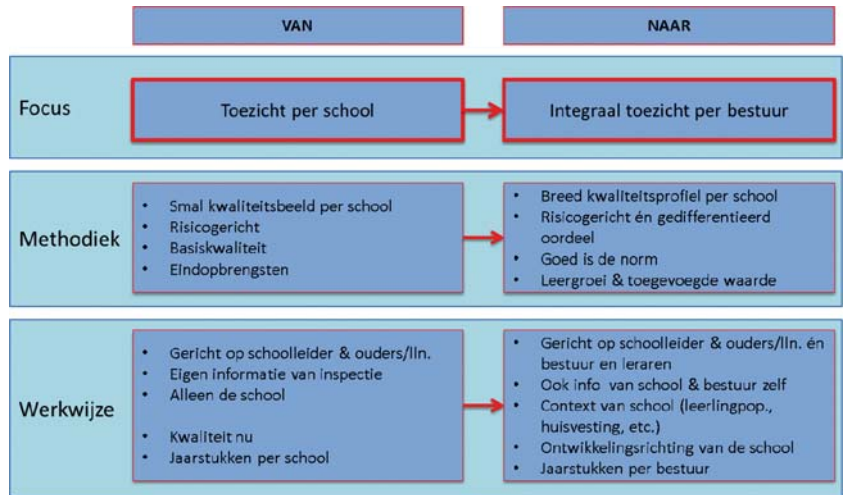 VAN
NAAR
Focus
Toezicht per school
Integraal toezicht per bestuur
Methodiek
• Smal kwaliteitsbeeld per school
• Risicogericht
• Basiskwaliteit
• Eindopbrengsten
• Breed kwaliteitsprofiel per school
• Risicogericht én gedifferentieerd
oordeel
• Goed is de norm
• Leergroei & toegevoegde waarde
Werkwijze
• Gericht op schoolleider & ouders/lln.
• Eigen informatie van inspectie
• Alleen de school
• Kwaliteit nu
• Jaarstukken per school
• Gericht op schoolleider & ouders/lln. én
bestuur en leraren
• Ook info van school & bestuur zelf
• Context van school (leerlingpop.,
huisvesting, etc.)
• Ontwikkelingsrichting van de school
• Jaarstukken per bestuur